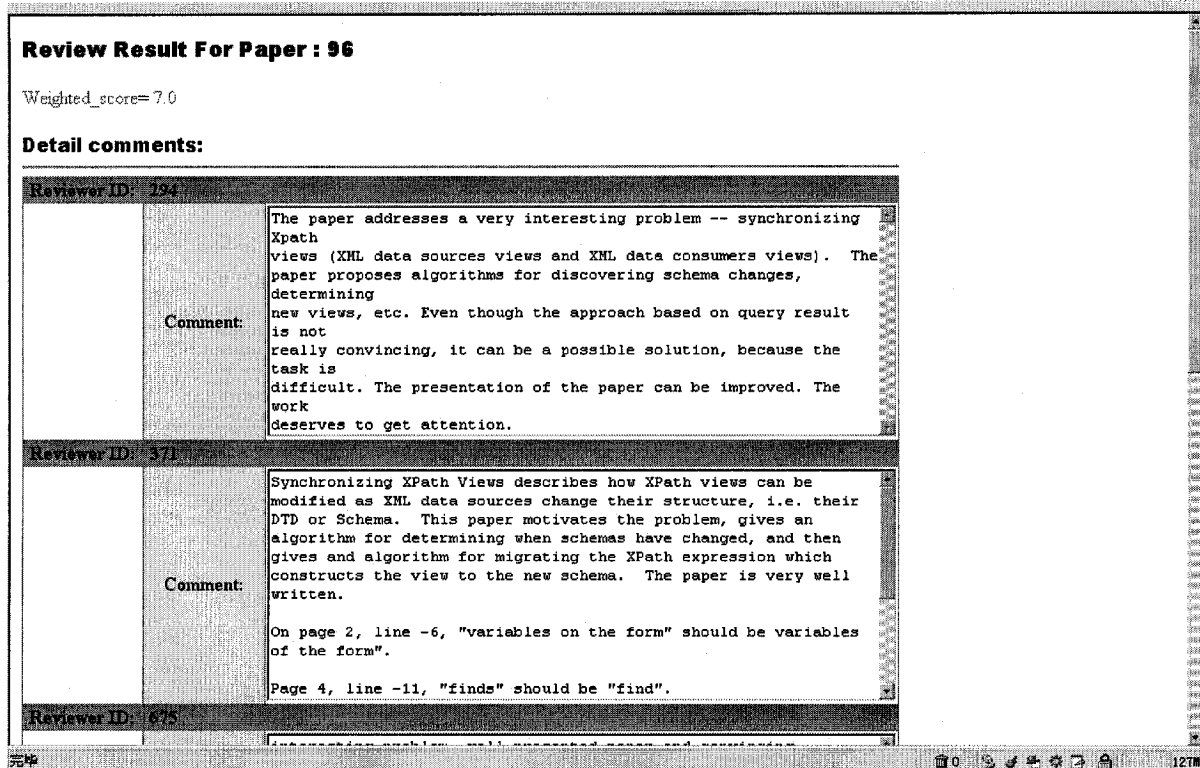 Review Result For Paper : 96
Weighted_score= 7.0
Detail comments:
Reviewer ID: 294
Comment:
The paper addresses a very interesting problem -- synchronizing
Xpath
views (XML data sources views and XML data consumers views).  The
paper proposes algorithms for discovering schema changes,
determining
new views, etc. Even though the approach based on query result
is not
really convincing, it can be a possible solution, because the
task is
difficult. The presentation of the paper can be improved. The
work
deserves to get attention.
Reviewer ID: 371
Comment:
Synchronizing XPath Views describes how XPath views can be
modified as XML data sources change their structure, i.e. their
DTD or Schema.  This paper motivates the problem, gives an
algorithm for determining when schemas have changed, and then
gives and algorithm for migrating the XPath expression which
constructs the view to the new schema.  The paper is very well
written.
On page 2, line -6, "variables on the form" should be variables
of the form".
Page 4, line -11, "finds" should be "find".
Reviewer ID: 675
完毕
0